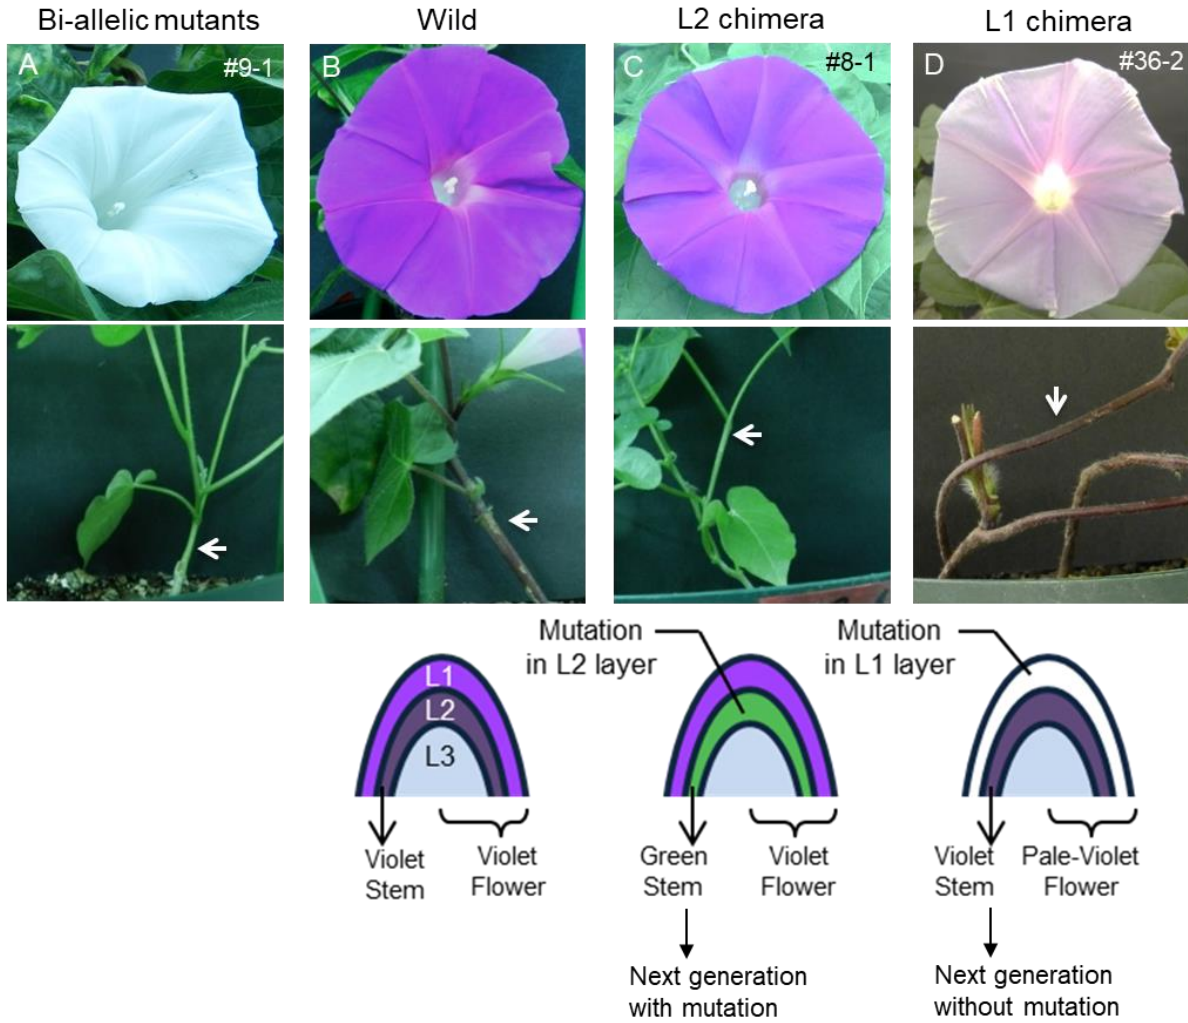 Bi-allelic mutants
Wild
L2 chimera
L1 chimera
A
#9-1
B
C
#8-1
D
#36-2
Mutation
in L2 layer
Mutation
in L1 layer
L1
L2
L3
Violet
Stem
Violet
Flower
Green
Stem
Violet
Flower
Violet
Stem
Pale-Violet
Flower
Next generation
with mutation
Next generation
without mutation